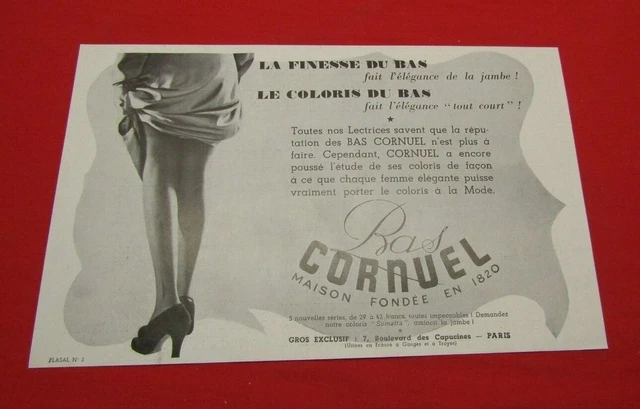 LA FINESSE DU BAS
fait l'élégance de la jambe !
LE COLORIS DU BAS
fait l'élégance "tout court" !
★
Toutes nos Lectrices savent que la répu-
tation des BAS CORNUEL n'est plus à
faire. Cependant, CORNUEL a encore
poussé l'étude de ses coloris de façon
à ce que chaque femme élégante puisse
vraiment porter le coloris à la Mode.
Bas
CORNUEL
MAISON FONDÉE EN 1820
5 nouvelles séries, de 29 à 42 francs, toutes impeccables ! Demandez
notre coloris "Sumatra", amincit la jambe !
★
GROS EXCLUSIF : 7, Boulevard des Capucines — PARIS
(Usines en France à Ganges et à Troyes)
N° 1